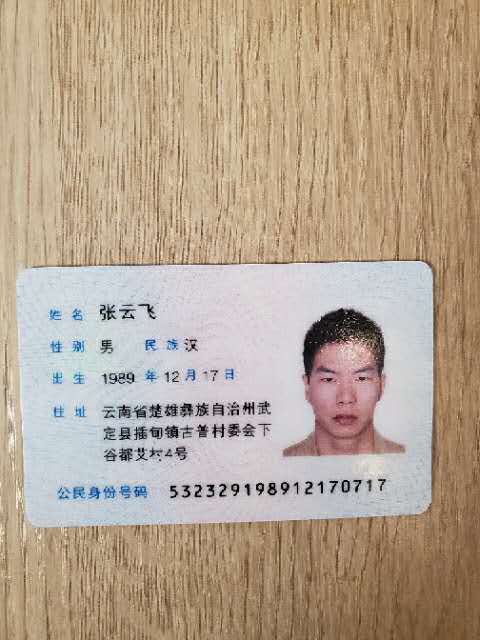 姓名 张云飞
性别 男 民族 汉
出生 1989 年 12 月 17 日
住址 云南省楚雄彝族自治州武
定县插甸镇古普村委会下
谷都艾村4号
公民身份号码 532329198912170717